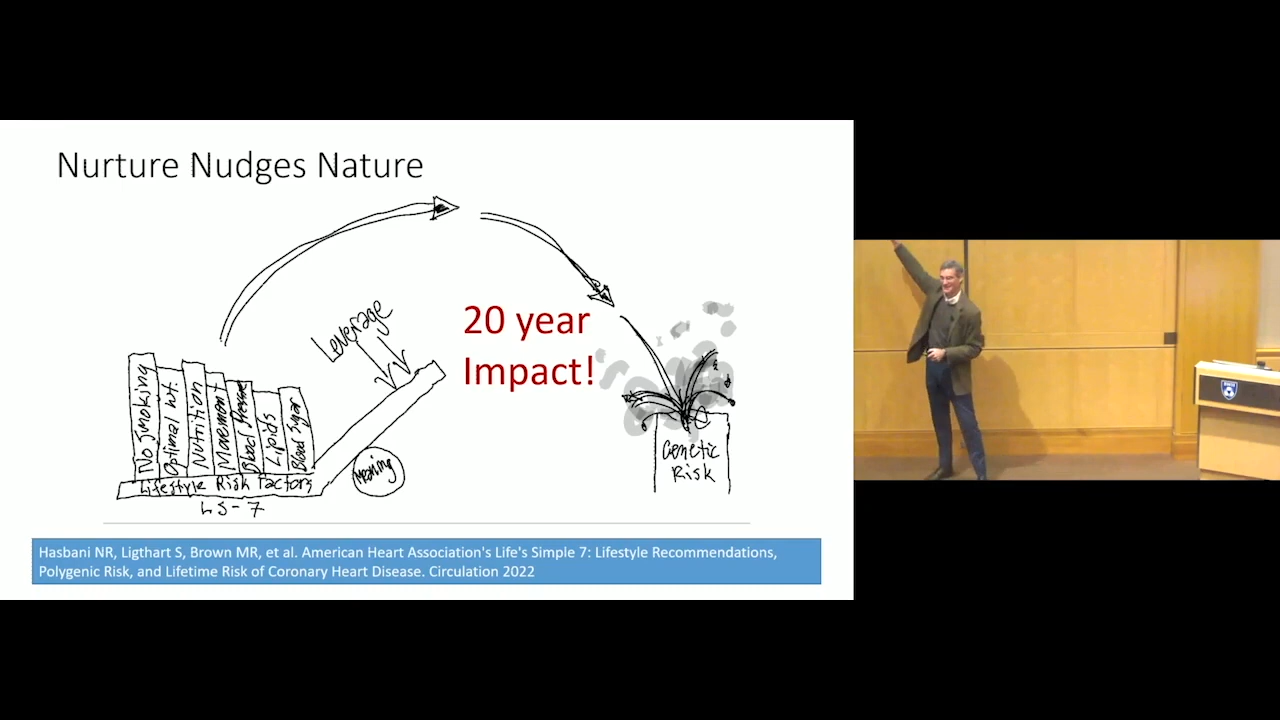 Nurture Nudges Nature
Leverage
20 year
Impact!
No Smoking
Optimal Wt.
Nutrition
Movement
Blood Pressure
Lipids
Blood Sugar
Lifestyle Risk Factors
LS-7
Meaning
Genetic
Risk
Hasbani NR, Ligthart S, Brown MR, et al. American Heart Association's Life's Simple 7: Lifestyle Recommendations,
Polygenic Risk, and Lifetime Risk of Coronary Heart Disease. Circulation 2022